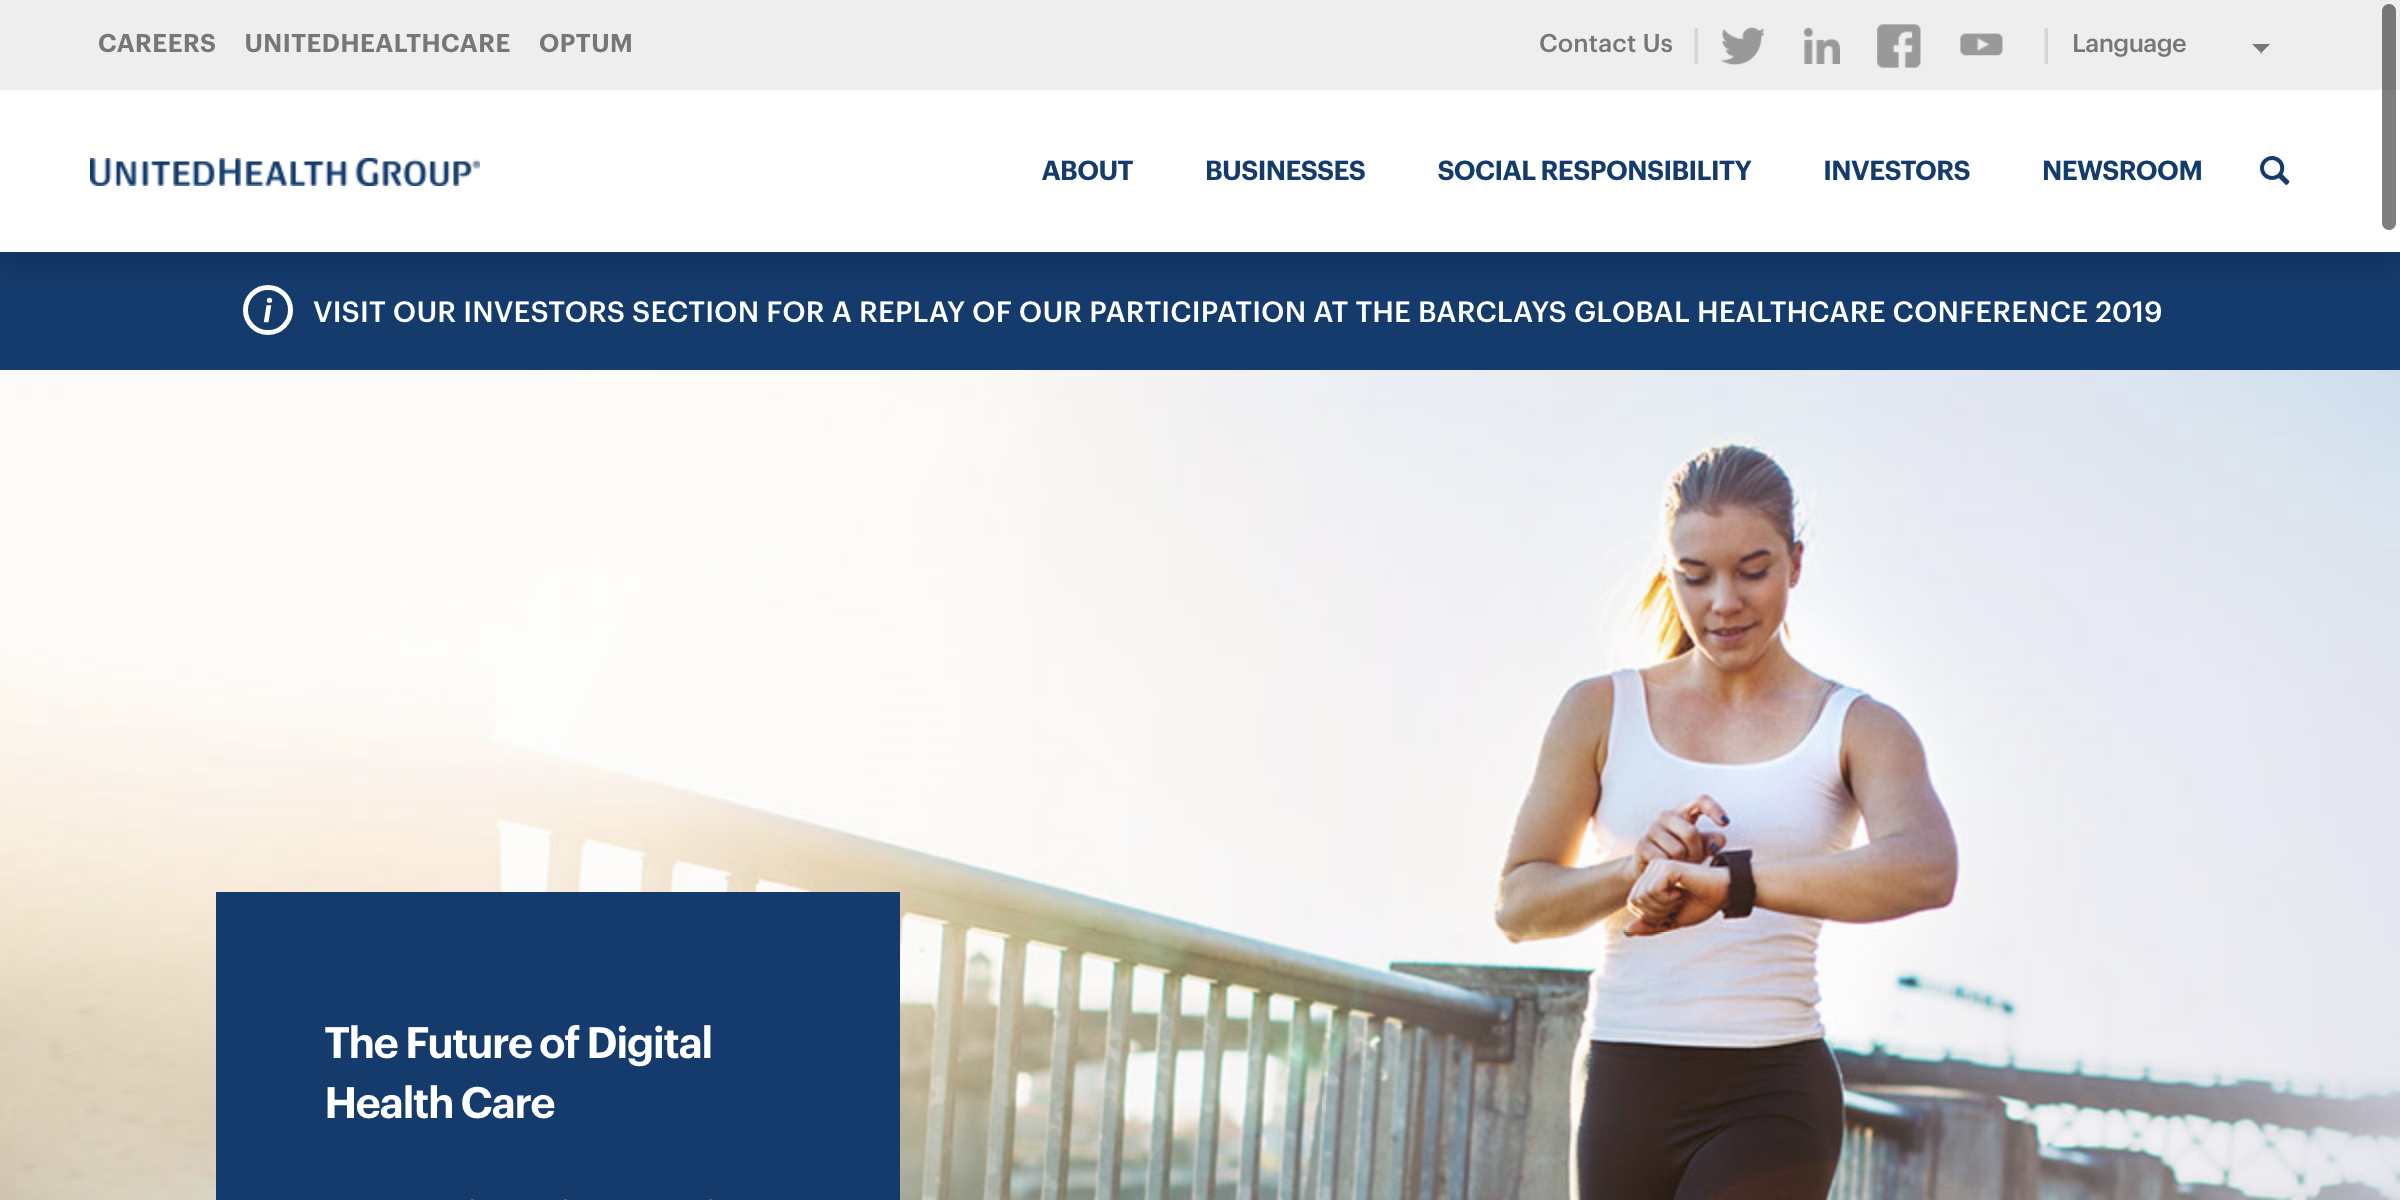 CAREERS UNITEDHEALTHCARE OPTUM Contact Us Language
UNITEDHEALTH GROUP® ABOUT BUSINESSES SOCIAL RESPONSIBILITY INVESTORS NEWSROOM
VISIT OUR INVESTORS SECTION FOR A REPLAY OF OUR PARTICIPATION AT THE BARCLAYS GLOBAL HEALTHCARE CONFERENCE 2019
The Future of Digital
Health Care